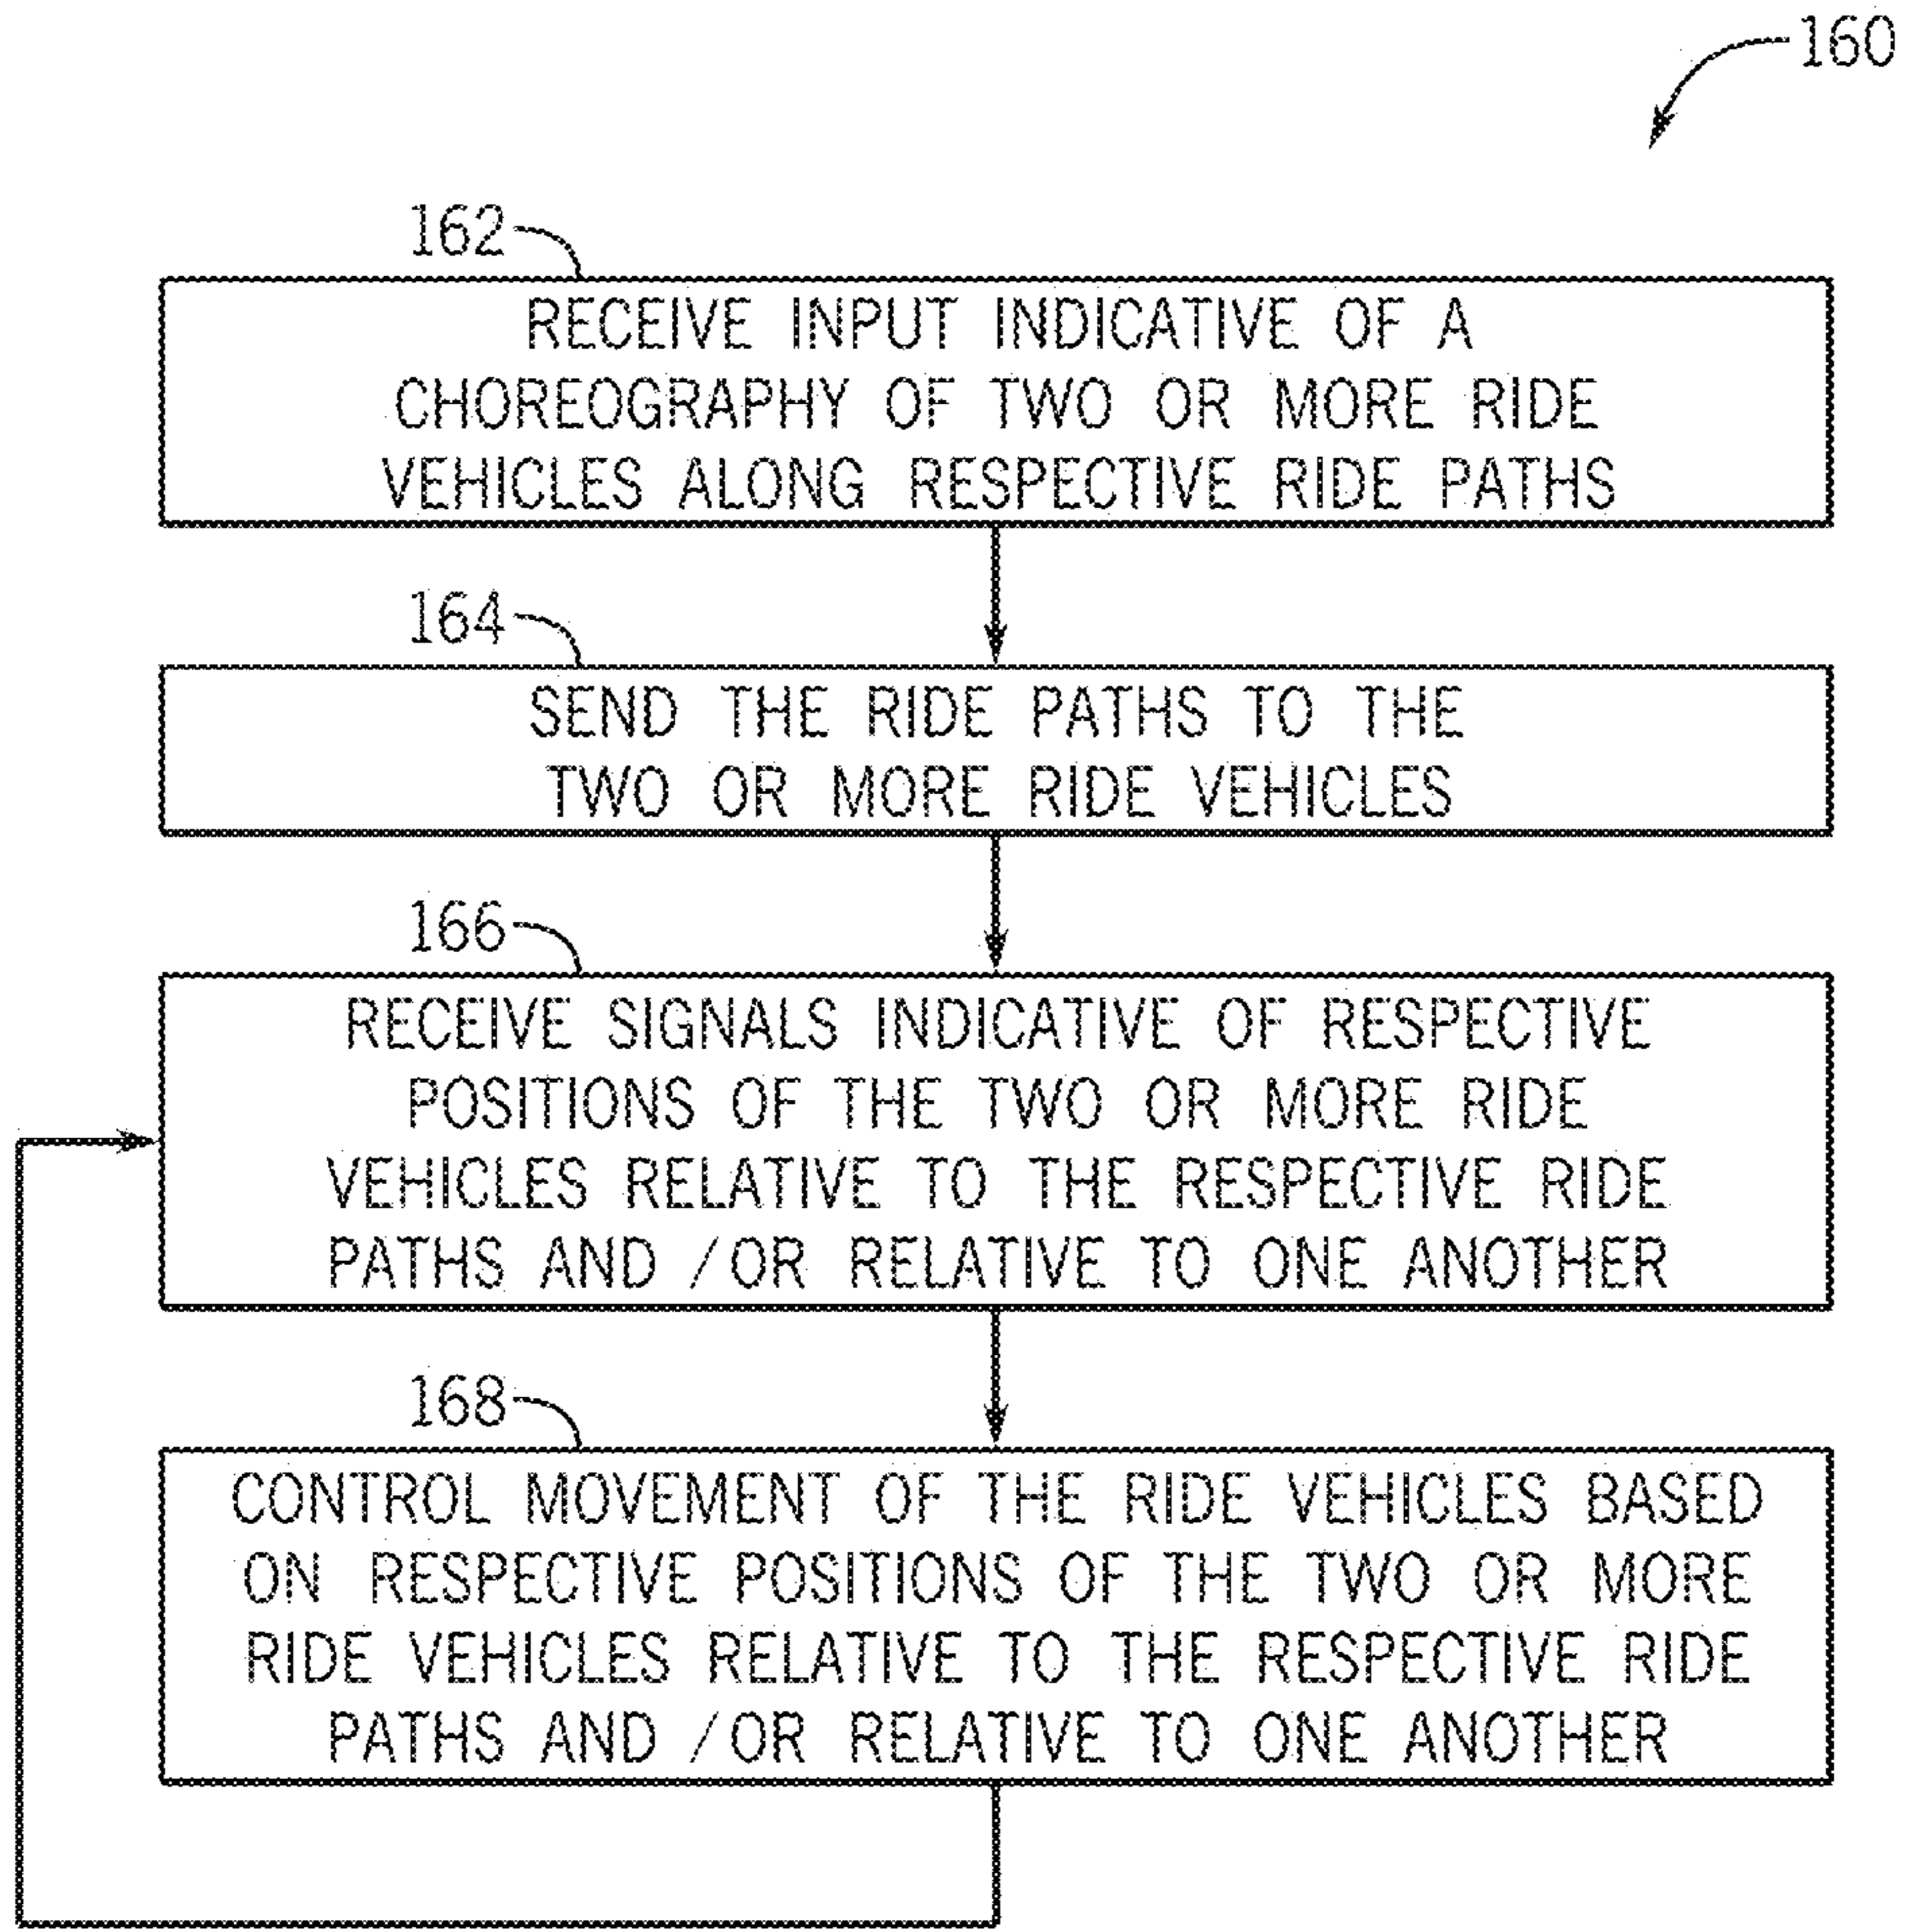 160
162
RECEIVE INPUT INDICATIVE OF A
CHOREOGRAPHY OF TWO OR MORE RIDE
VEHICLES ALONG RESPECTIVE RIDE PATHS
164
SEND THE RIDE PATHS TO THE
TWO OR MORE RIDE VEHICLES
166
RECEIVE SIGNALS INDICATIVE OF RESPECTIVE
POSITIONS OF THE TWO OR MORE RIDE
VEHICLES RELATIVE TO THE RESPECTIVE RIDE
PATHS AND /OR RELATIVE TO ONE ANOTHER
168
CONTROL MOVEMENT OF THE RIDE VEHICLES BASED
ON RESPECTIVE POSITIONS OF THE TWO OR MORE
RIDE VEHICLES RELATIVE TO THE RESPECTIVE RIDE
PATHS AND /OR RELATIVE TO ONE ANOTHER